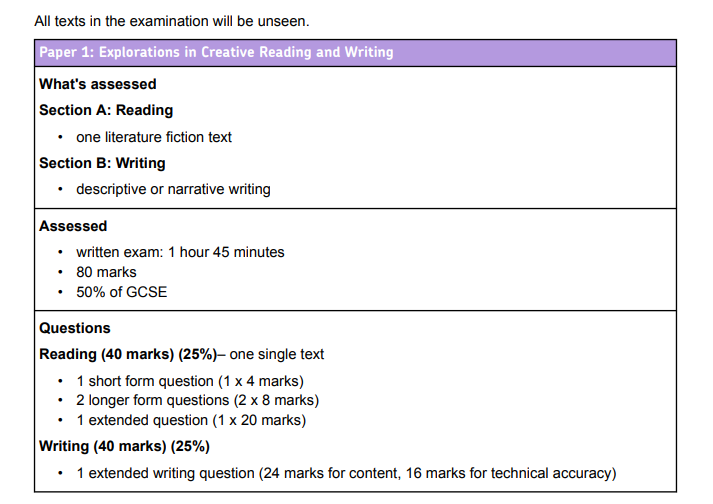 All texts in the examination will be unseen.
Paper 1: Explorations in Creative Reading and Writing
What's assessed
Section A: Reading
• one literature fiction text
Section B: Writing
• descriptive or narrative writing
Assessed
• written exam: 1 hour 45 minutes
• 80 marks
• 50% of GCSE
Questions
Reading (40 marks) (25%)– one single text
• 1 short form question (1 x 4 marks)
• 2 longer form questions (2 x 8 marks)
• 1 extended question (1 x 20 marks)
Writing (40 marks) (25%)
• 1 extended writing question (24 marks for content, 16 marks for technical accuracy)